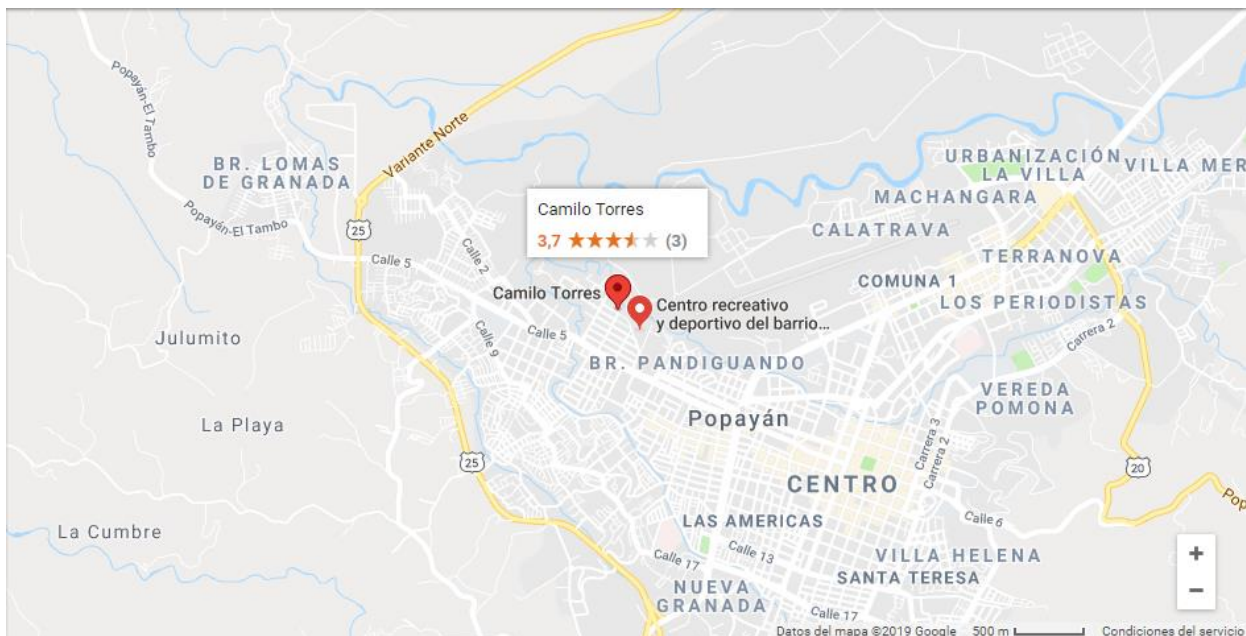 Popayán-El Tambo
Variante Norte
BR. LOMAS
DE GRANADA
Popayán-El Tambo
25
Calle 5
Calle 2
Camilo Torres
3,7 (3)
URBANIZACIÓN
LA VILLA
VILLA MER
MACHANGARA
CALATRAVA
TERRANOVA
COMUNA 1
LOS PERIODISTAS
Camilo Torres
Centro recreativo
y deportivo del barrio...
Carrera 2
Julumito
Calle 9
Calle 5
BR. PANDIGUANDO
VEREDA
POMONA
La Playa
Popayán
Carrera 3
Carrera 2
25
20
Pop
CENTRO
La Cumbre
LAS AMERICAS
Calle 6
Calle 17
Calle 13
VILLA HELENA
SANTA TERESA
NUEVA
GRANADA
Calle 17
+
−
Datos del mapa ©2019 Google 500 m Condiciones del servicio